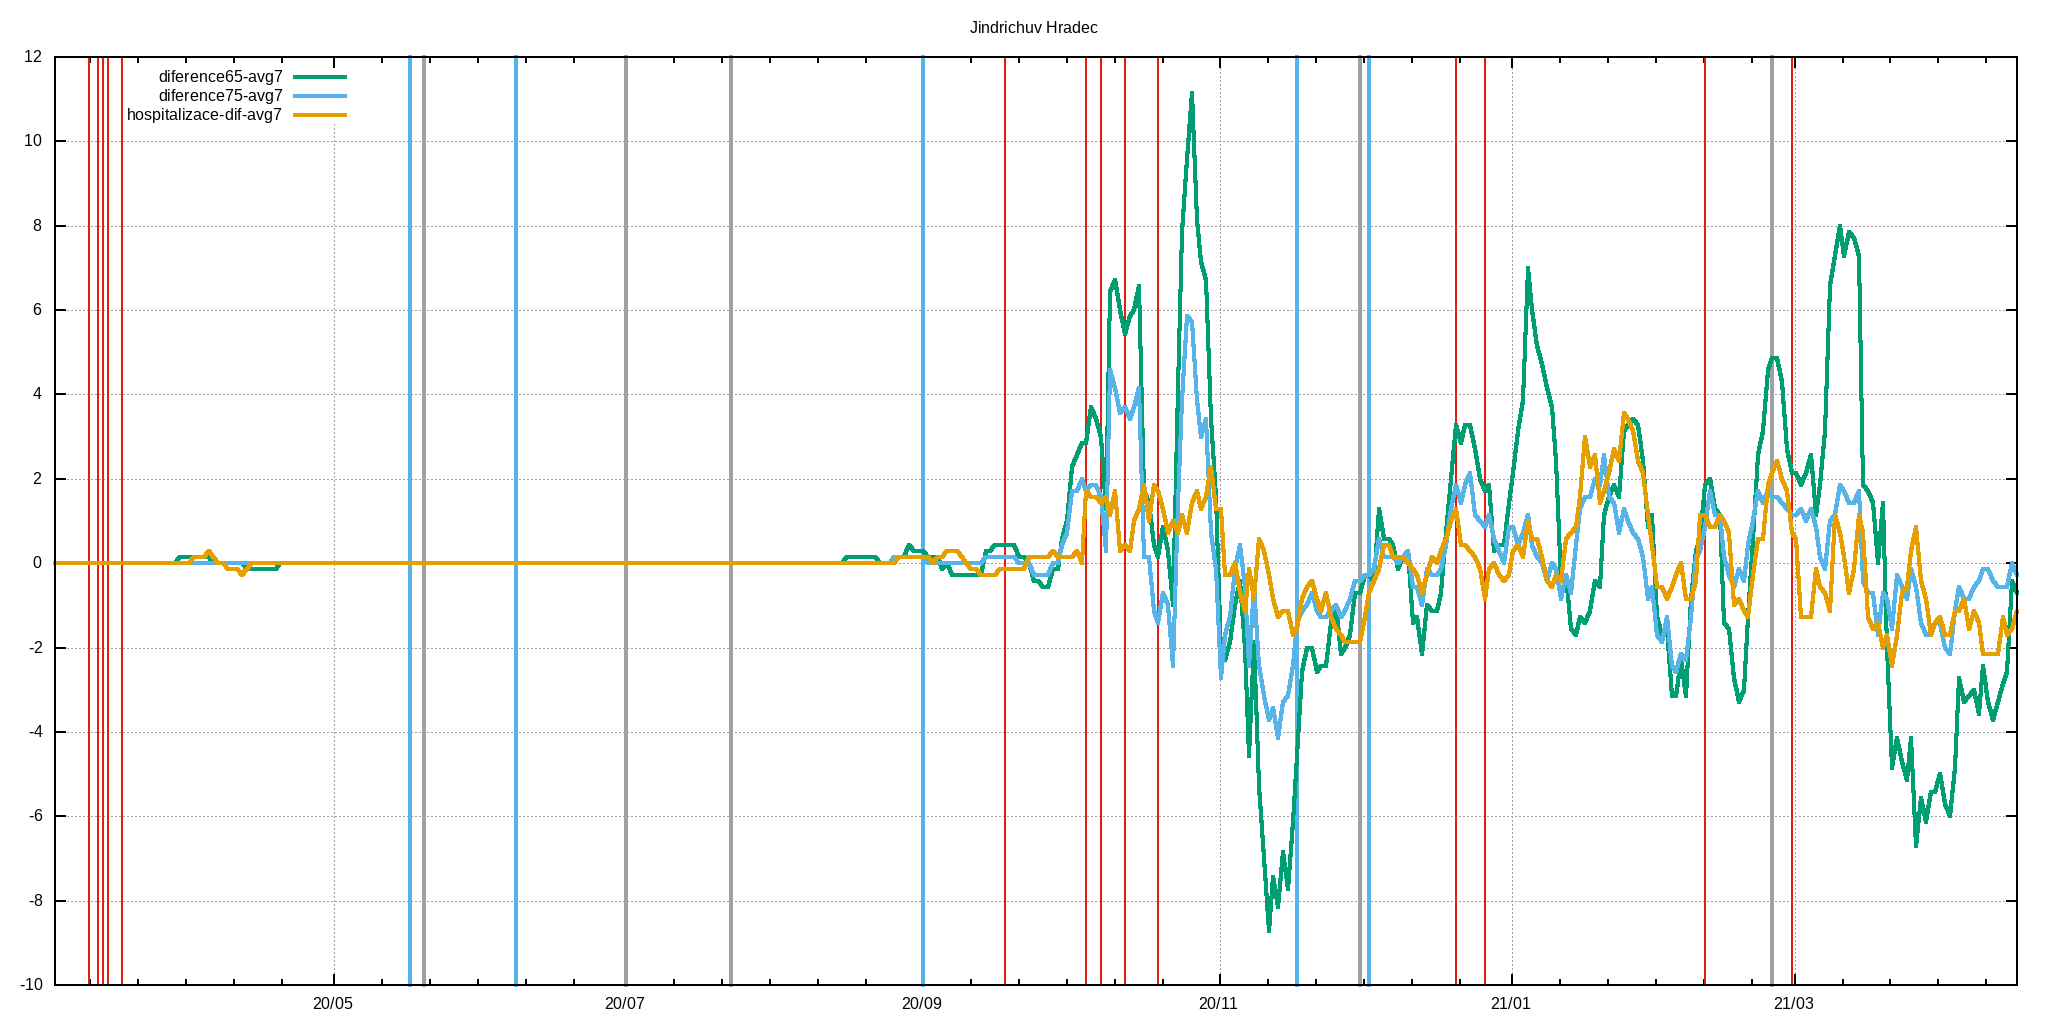 Jindrichuv Hradec
12
10
8
6
4
2
0
-2
-4
-6
-8
-10
diference65-avg7
diference75-avg7
hospitalizace-dif-avg7
20/05 20/07 20/09 20/11 21/01 21/03